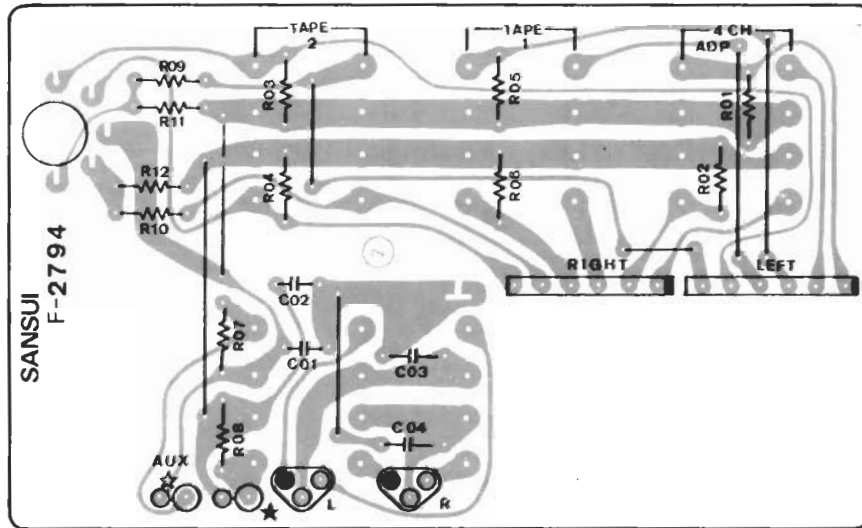 TAPE 2
TAPE 1
4 CH ADP
R09
R11
R03
R05
R01
R12
R10
R04
R06
R02
RIGHT
LEFT
2
SANSUI
F-2794
C02
R07
C01
C03
R08
C04
AUX
L
R